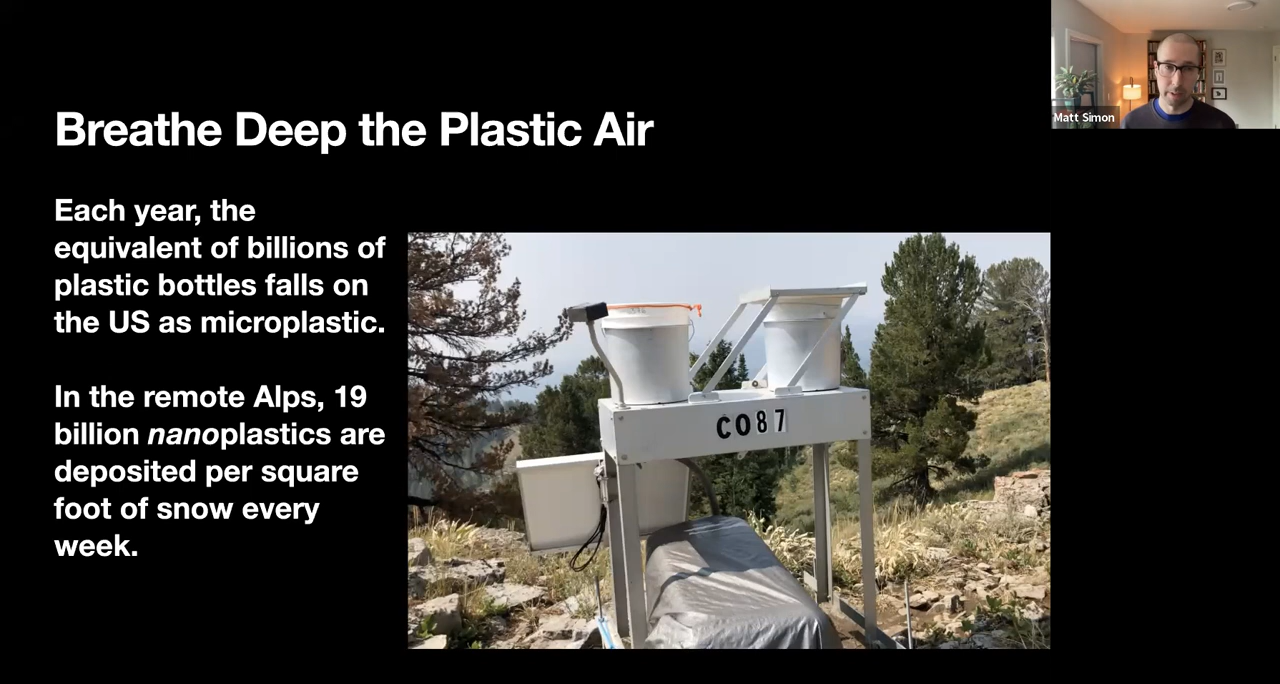 Breathe Deep the Plastic Air
Matt Simon
Each year, the
equivalent of billions of
plastic bottles falls on
the US as microplastic.
In the remote Alps, 19
billion nanoplastics are
deposited per square
foot of snow every
week.
CO87